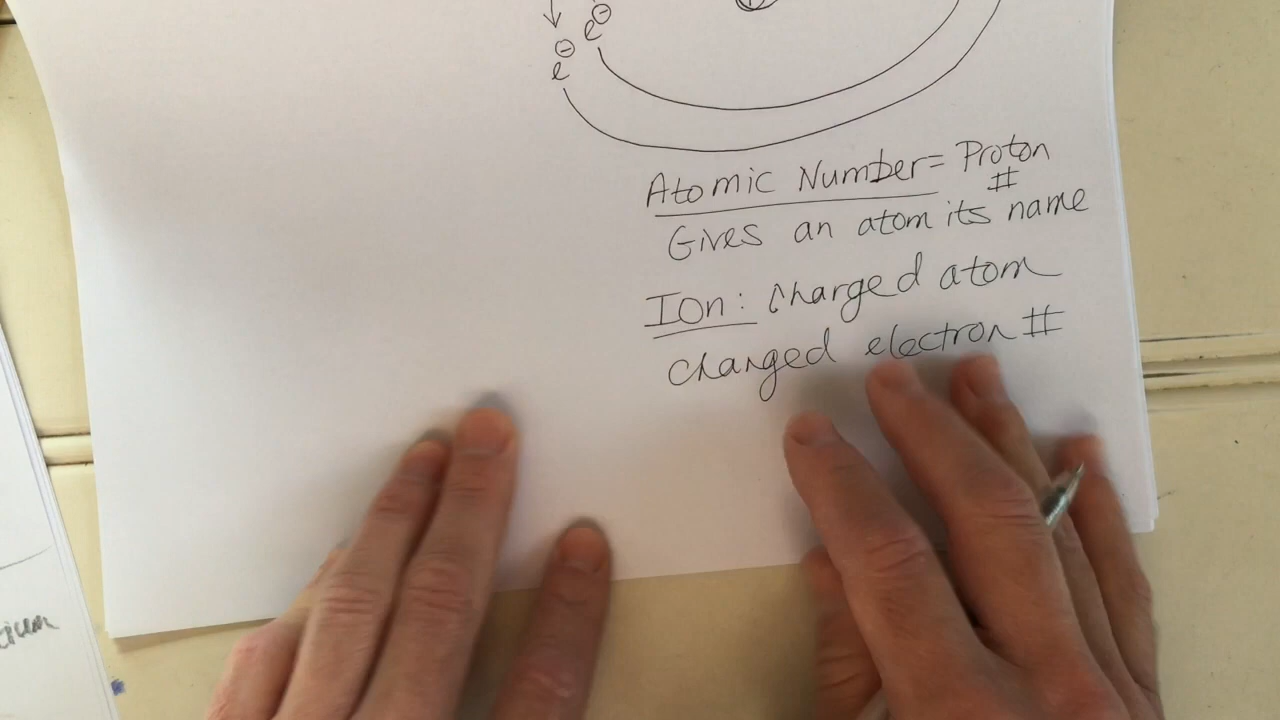 e⊖
e⊖
Atomic Number = Proton
#
Gives an atom its name
Ion: Charged atom
changed electron #